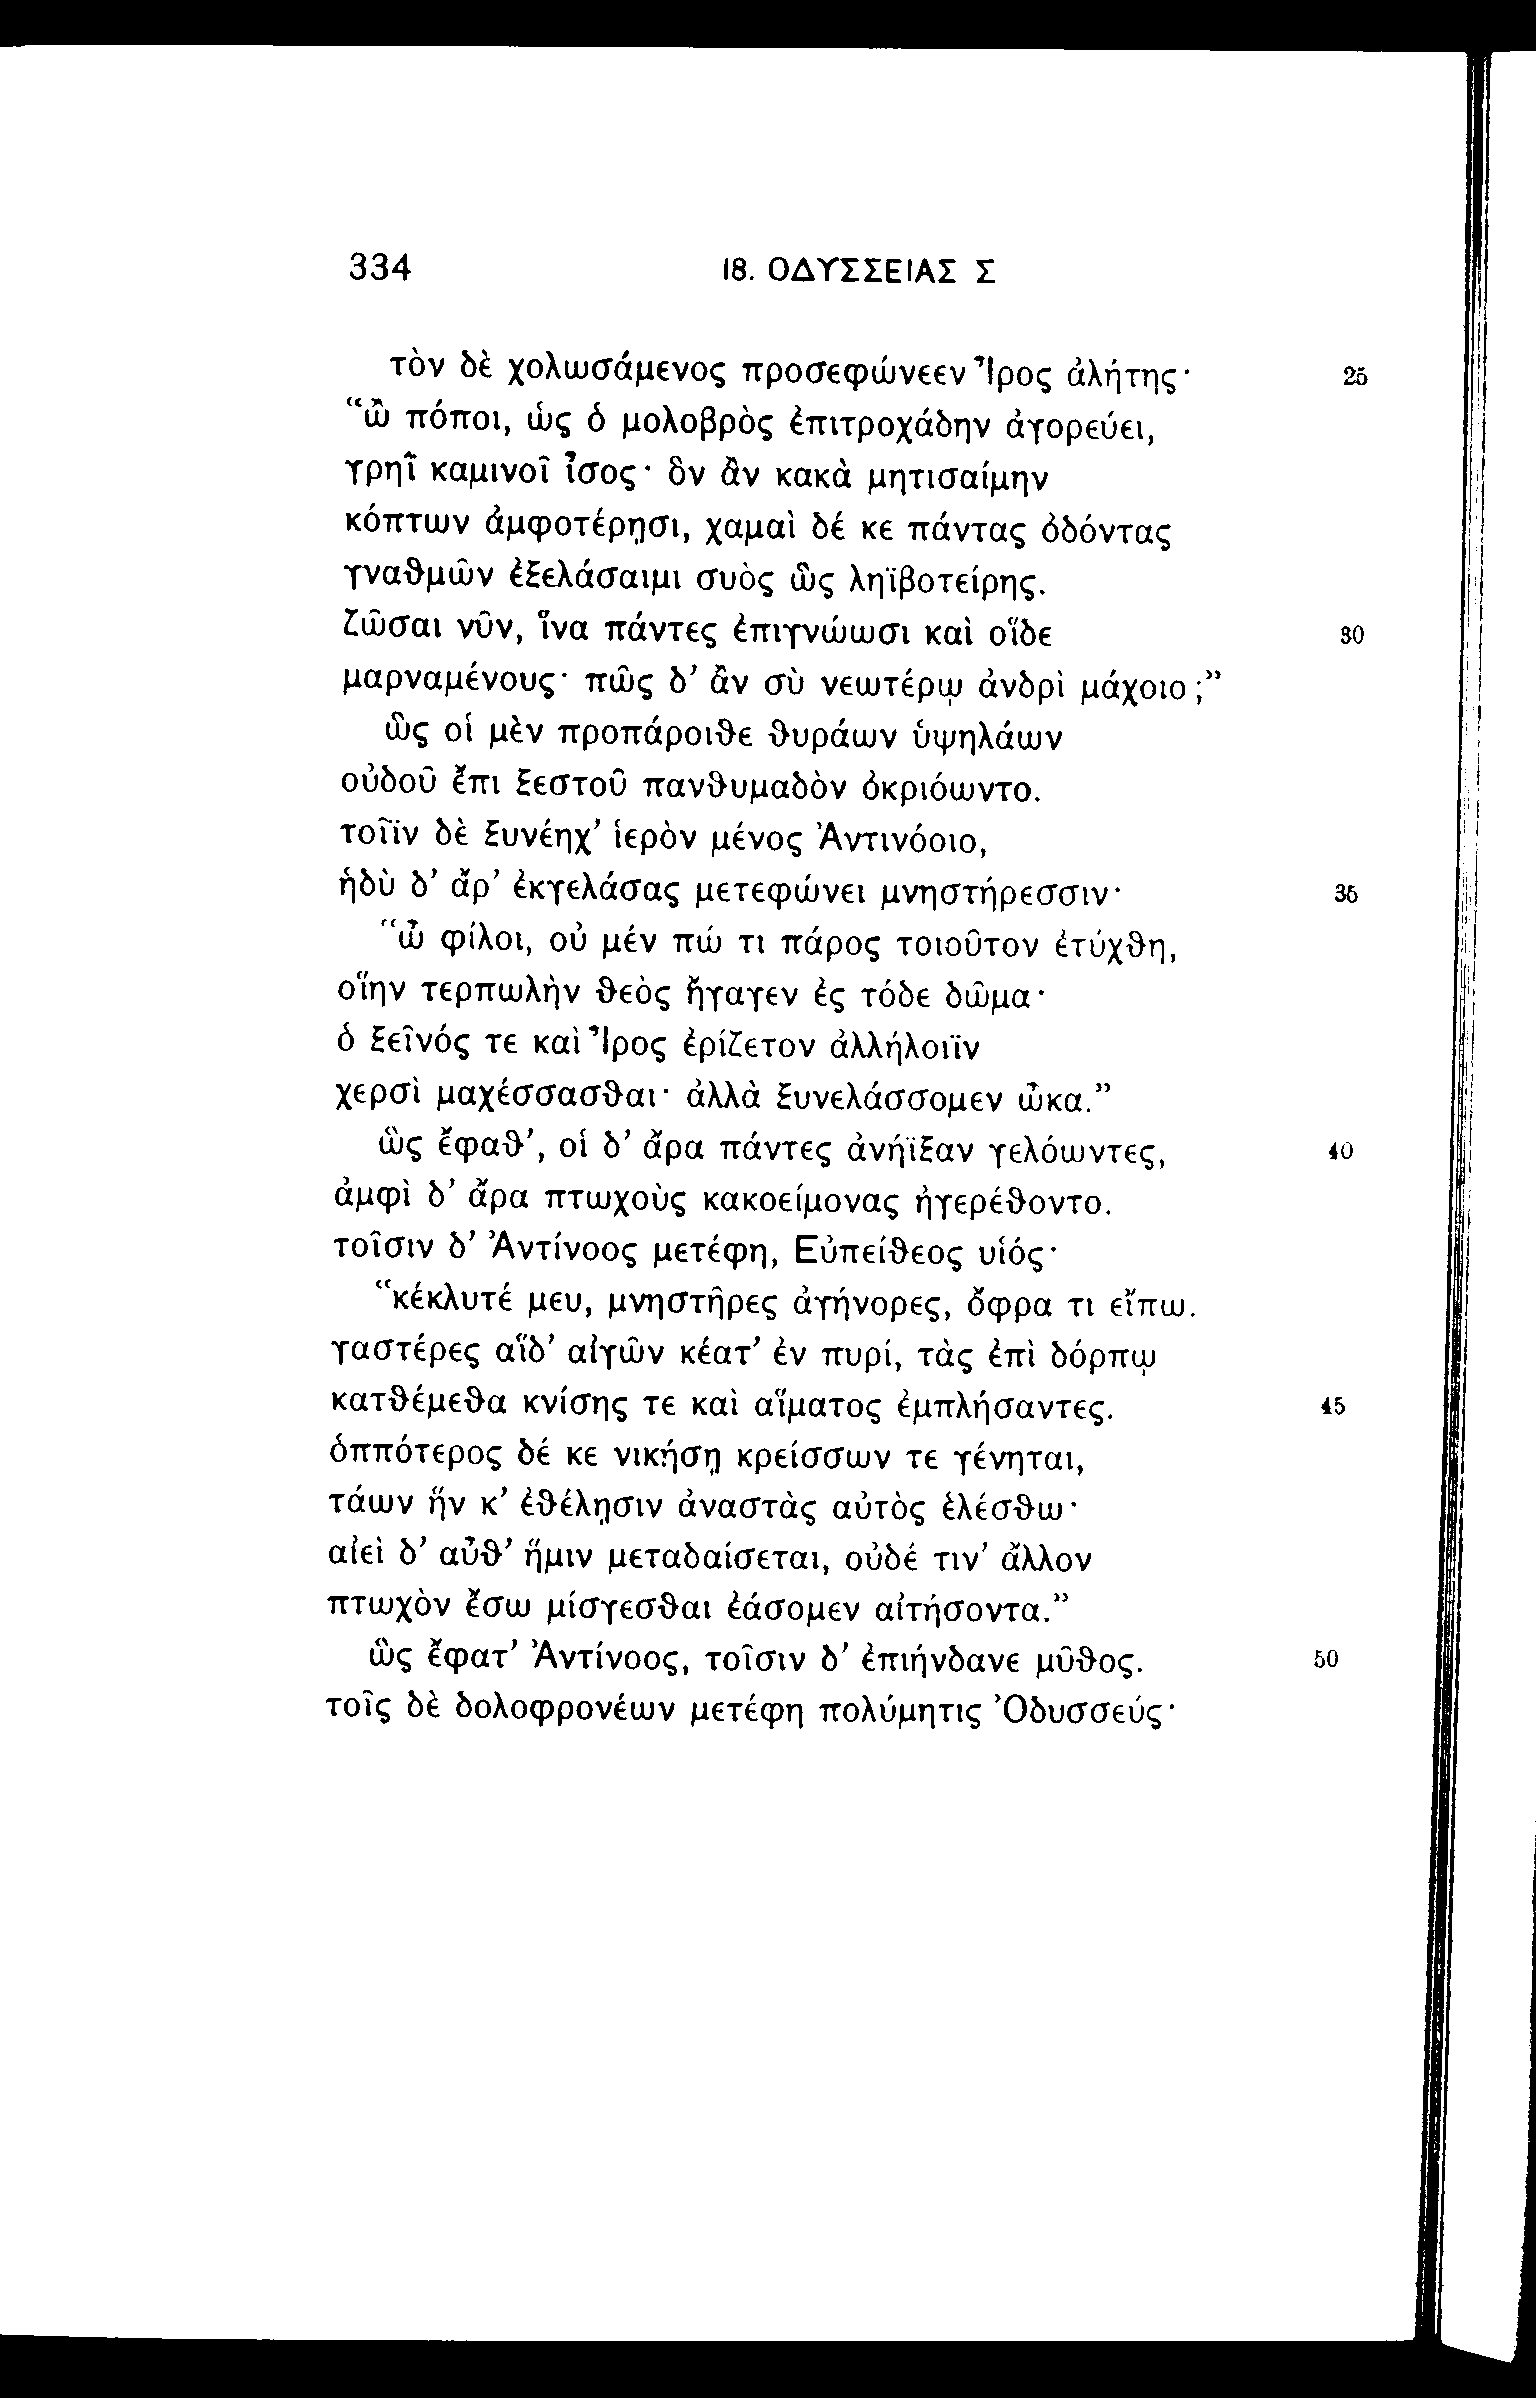 334 18. ΟΔΥΣΣΕΙΑΣ Σ
τὸν δὲ χολωσάμενος προσεφώνεεν Ἶρος ἀλήτης· 25
“ὢ πόποι, ὡς ὁ μολοβρὸς ἐπιτροχάδην ἀγορεύει,
γρηῒ καμινοῖ ἶσος· ὃν ἂν κακὰ μητισαίμην
κόπτων ἀμφοτέρῃσι, χαμαὶ δέ κε πάντας ὀδόντας
γναθμῶν ἐξελάσαιμι συὸς ὣς ληϊβοτείρης.
ζῶσαι νῦν, ἵνα πάντες ἐπιγνώωσι καὶ οἵδε 30
μαρναμένους· πῶς δ’ ἂν σὺ νεωτέρῳ ἀνδρὶ μάχοιο;”
ὣς οἱ μὲν προπάροιθε θυράων ὑψηλάων
οὐδοῦ ἔπι ξεστοῦ πανθυμαδὸν ὀκριόωντο.
τοῖϊν δὲ ξυνέηχ’ ἱερὸν μένος Ἀντινόοιο,
ἡδὺ δ’ ἄρ’ ἐκγελάσας μετεφώνει μνηστήρεσσιν· 35
“ὦ φίλοι, οὐ μέν πώ τι πάρος τοιοῦτον ἐτύχθη,
οἵην τερπωλὴν θεὸς ἤγαγεν ἐς τόδε δῶμα·
ὁ ξεῖνός τε καὶ Ἶρος ἐρίζετον ἀλλήλοιϊν
χερσὶ μαχέσσασθαι· ἀλλὰ ξυνελάσσομεν ὦκα.”
ὣς ἔφαθ’, οἱ δ’ ἄρα πάντες ἀνήϊξαν γελόωντες, 40
ἀμφὶ δ’ ἄρα πτωχοὺς κακοείμονας ἠγερέθοντο.
τοῖσιν δ’ Ἀντίνοος μετέφη, Εὐπείθεος υἱός·
“κέκλυτέ μευ, μνηστῆρες ἀγήνορες, ὄφρα τι εἴπω.
γαστέρες αἵδ’ αἰγῶν κέατ’ ἐν πυρί, τὰς ἐπὶ δόρπῳ
κατθέμεθα κνίσης τε καὶ αἵματος ἐμπλήσαντες. 45
ὁππότερος δέ κε νικήσῃ κρείσσων τε γένηται,
τάων ἥν κ’ ἐθέλῃσιν ἀναστὰς αὐτὸς ἑλέσθω·
αἰεὶ δ’ αὖθ’ ἥμιν μεταδαίσεται, οὐδέ τιν’ ἄλλον
πτωχὸν ἔσω μίσγεσθαι ἐάσομεν αἰτήσοντα.”
ὣς ἔφατ’ Ἀντίνοος, τοῖσιν δ’ ἐπιήνδανε μῦθος. 50
τοῖς δὲ δολοφρονέων μετέφη πολύμητις Ὀδυσσεύς·